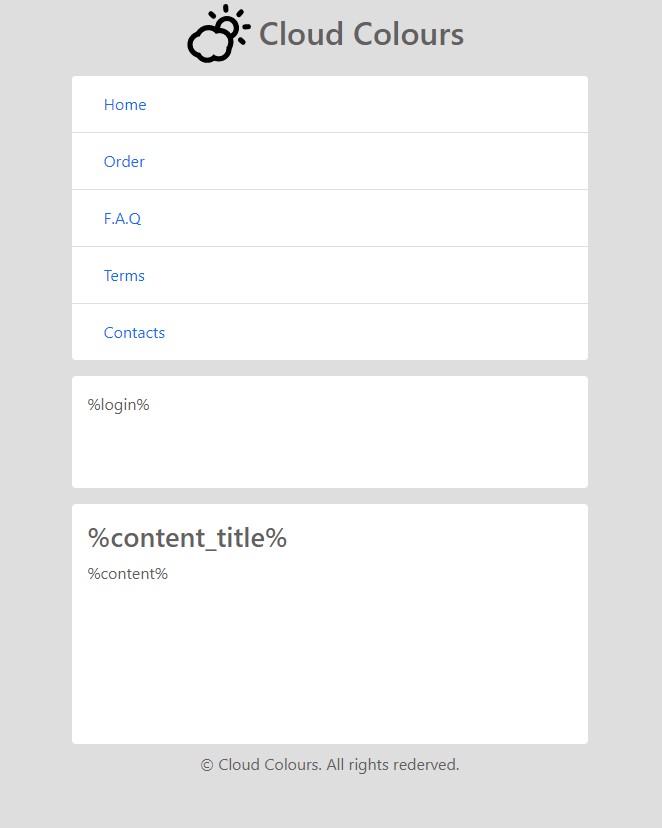 Cloud Colours
Home
Order
F.A.Q
Terms
Contacts
%login%
%content_title%
%content%
© Cloud Colours. All rights rederved.